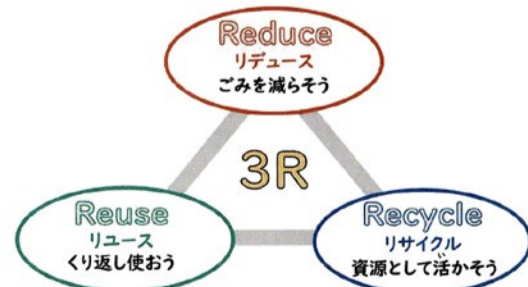 Reduce
リデュース
ごみを減らそう
3R
Reuse
リユース
くり返し使おう
Recycle
リサイクル
資源として活かそう